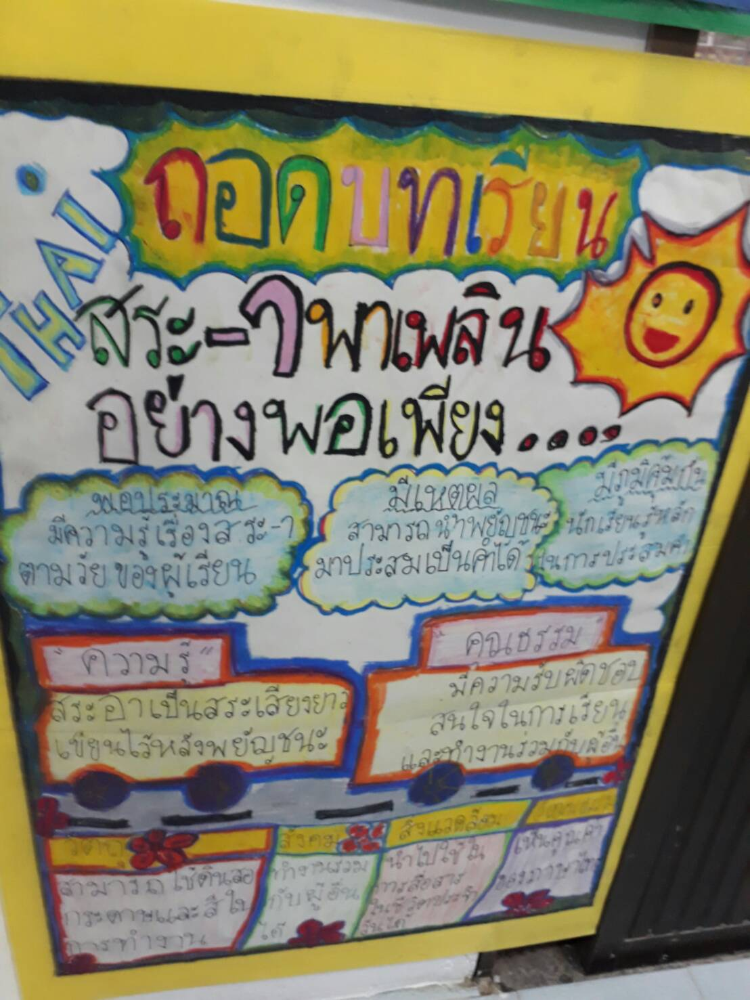 ถอดบทเรียน
THAI
สระ-าพาเพลิน
อย่างพอเพียง....
พอประมาณ
มีความรู้เรื่องสระ-า
ตามวัยของผู้เรียน
มีเหตุผล
สามารถนำพยัญชนะ
มาประสมเป็นคำได้
มีภูมิคุ้มกัน
นักเรียนรู้หลัก
ในการประสมคำ
"ความรู้"
สระอาเป็นสระเสียงยาว
เขียนไว้หลังพยัญชนะ
"คุณธรรม"
มีความรับผิดชอบ
สนใจในการเรียน
และทำงานร่วมกับผู้อื่น
วัตถุ
สามารถใช้ดินสอ
กระดาษและสีใน
การทำงาน
สังคม
ทำงานร่วม
กับผู้อื่น
ได้
สิ่งแวดล้อม
นำไปใช้ใน
การสื่อสาร
ในชีวิตประจำ
วันได้
เห็นคุณค่า
ของภาษาไทย